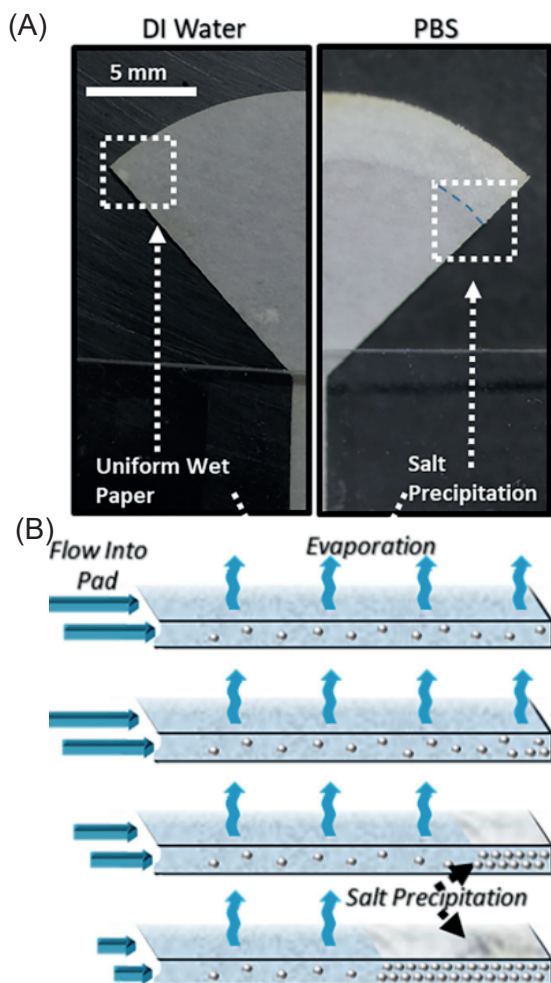 (A)
DI Water
PBS
5 mm
Uniform Wet
Paper
Salt
Precipitation
(B)
Flow Into
Pad
Evaporation
Salt Precipitation